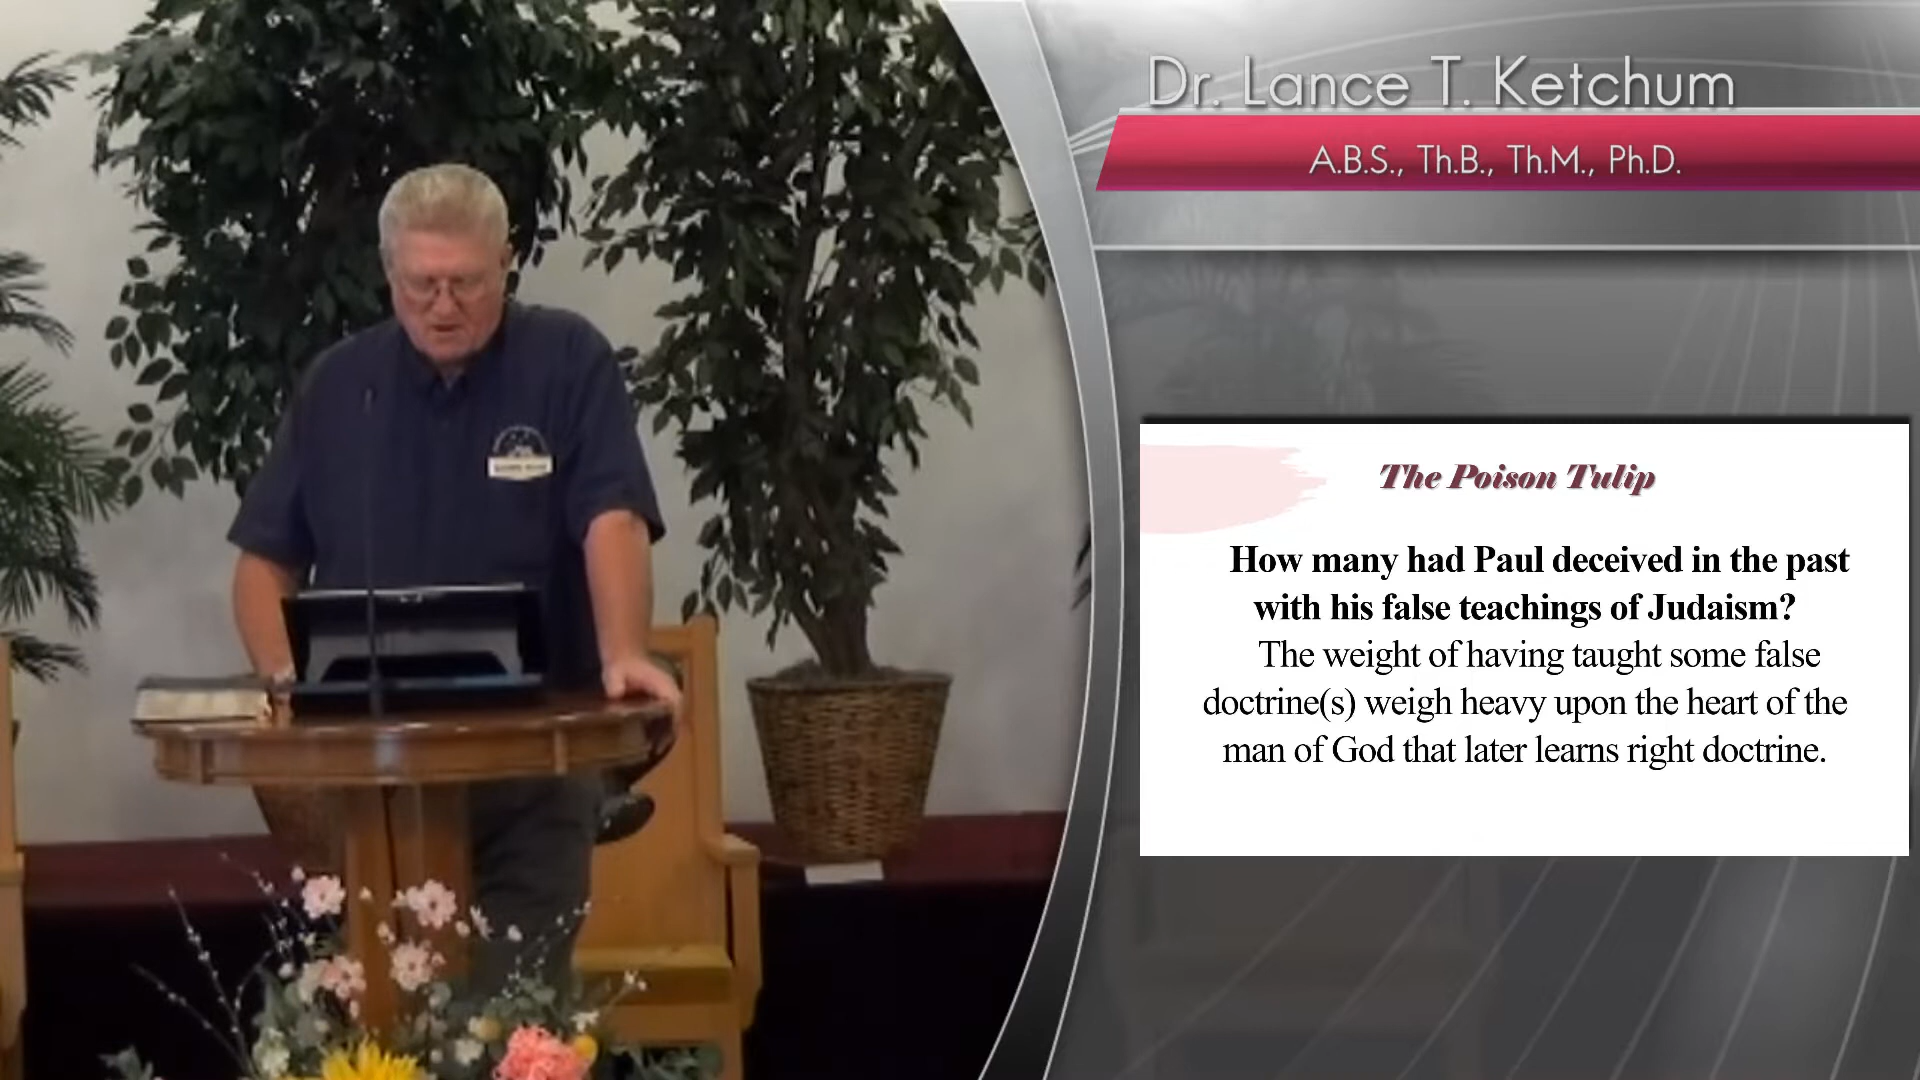 Dr. Lance T. Ketchum
A.B.S., Th.B., Th.M., Ph.D.
The Poison Tulip
How many had Paul deceived in the past
with his false teachings of Judaism?
The weight of having taught some false
doctrine(s) weigh heavy upon the heart of the
man of God that later learns right doctrine.